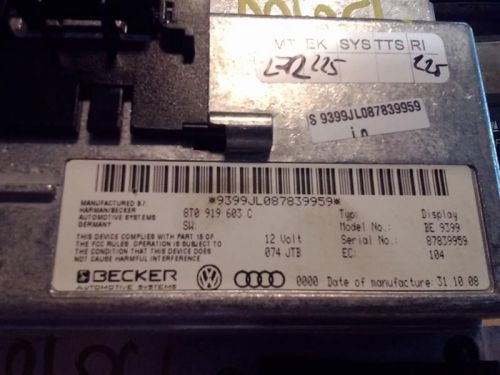 MT EK SYS TTS RI
225
S 9399JL087839959
*9399JL087839959*
MANUFACTURED BY
HARMAN/BECKER
AUTOMOTIVE SYSTEMS
GERMANY
8T0 919 603 C
SW:
THIS DEVICE COMPLIES WITH PART 15 OF
THE FCC RULES. OPERATION IS SUBJECT TO
THE CONDITION THAT THIS DEVICE DOES
NOT CAUSE HARMFUL INTERFERENCE.
12 Volt
074 JTB
Typ: Display
Model No.: BE 9399
Serial No.: 87839959
EC: 104
BECKER
AUTOMOTIVE SYSTEMS
0000 Date of manufacture 31.10.08